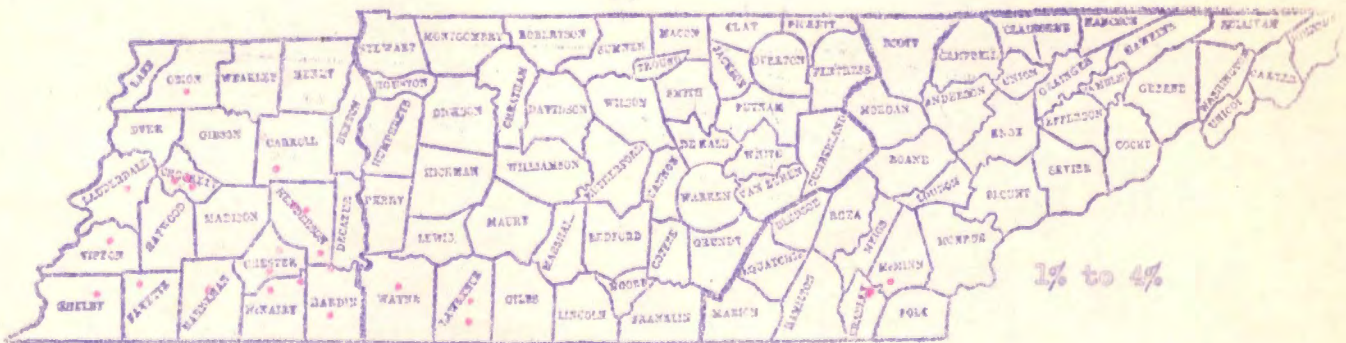 STEWART MONTGOMERY ROBERTSON SUMNER MACON CLAY PICKETT SCOTT CAMPBELL CLAIBORNE HANCOCK HAWKINS SULLIVAN
LAKE OBION WEAKLEY HENRY HOUSTON TROUSDALE JACKSON OVERTON FENTRESS UNION GRAINGER GREENE WASHINGTON CARTER UNICOI
DYER GIBSON CARROLL BENTON HUMPHREYS DICKSON CHEATHAM DAVIDSON WILSON SMITH PUTNAM MORGAN ANDERSON KNOX JEFFERSON COCKE
LAUDERDALE CROCKETT HICKMAN WILLIAMSON RUTHERFORD CANNON DE KALB WHITE CUMBERLAND ROANE LOUDON BLOUNT SEVIER
TIPTON HAYWOOD MADISON HENDERSON DECATUR PERRY LEWIS MAURY MARSHAL BEDFORD COFFEE WARREN VAN BUREN GRUNDY BLEDSOE MEIGS MONROE
CHESTER MOORE SEQUATCHIE McMINN
1% to 4%
SHELBY FAYETTE HARDEMAN McNAIRY HARDIN WAYNE LAWRENCE GILES LINCOLN FRANKLIN MARION HAMILTON BRADLEY POLK